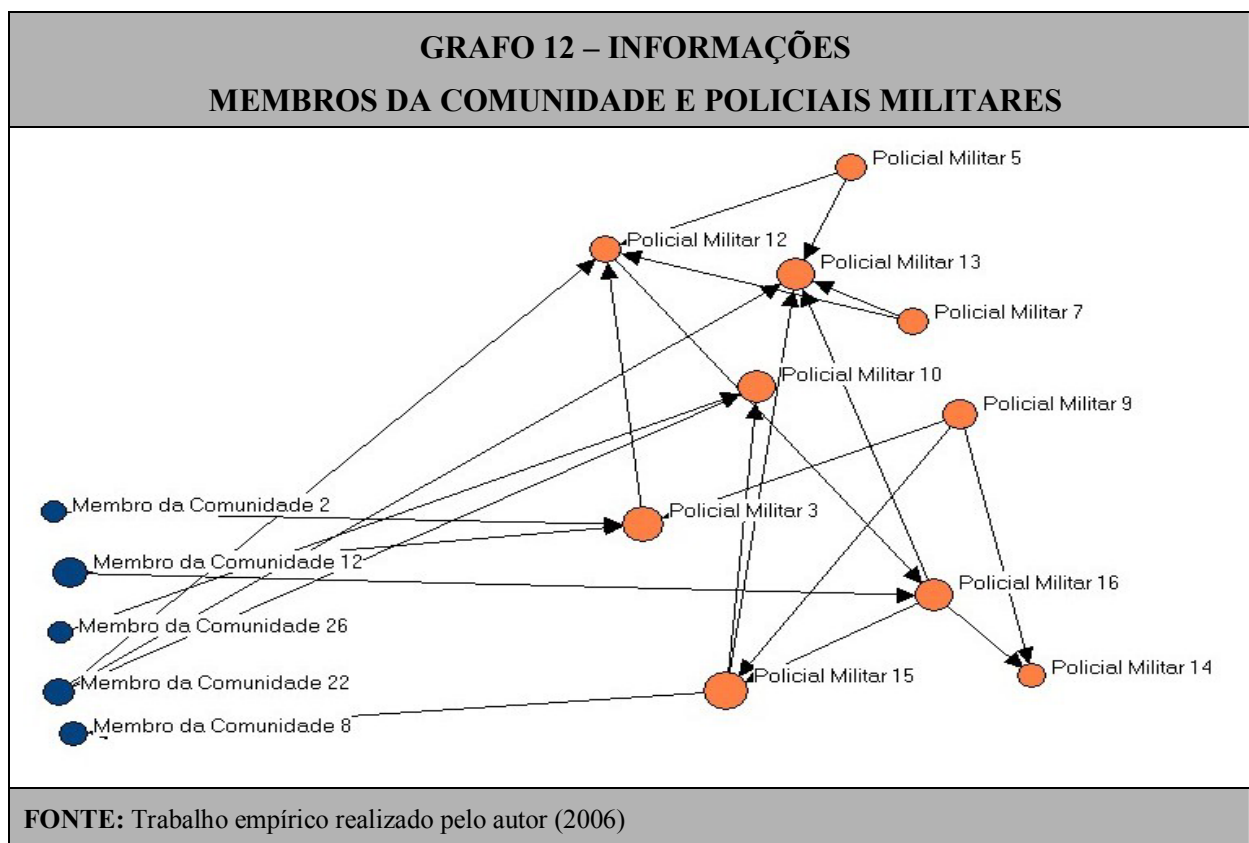 GRAFO 12 – INFORMAÇÕES
MEMBROS DA COMUNIDADE E POLICIAIS MILITARES
Policial Militar 5
Policial Militar 12
Policial Militar 13
Policial Militar 7
Policial Militar 10
Policial Militar 9
Membro da Comunidade 2
Policial Militar 3
Membro da Comunidade 12
Policial Militar 16
Membro da Comunidade 26
Policial Militar 14
Membro da Comunidade 22
Policial Militar 15
Membro da Comunidade 8
FONTE: Trabalho empírico realizado pelo autor (2006)